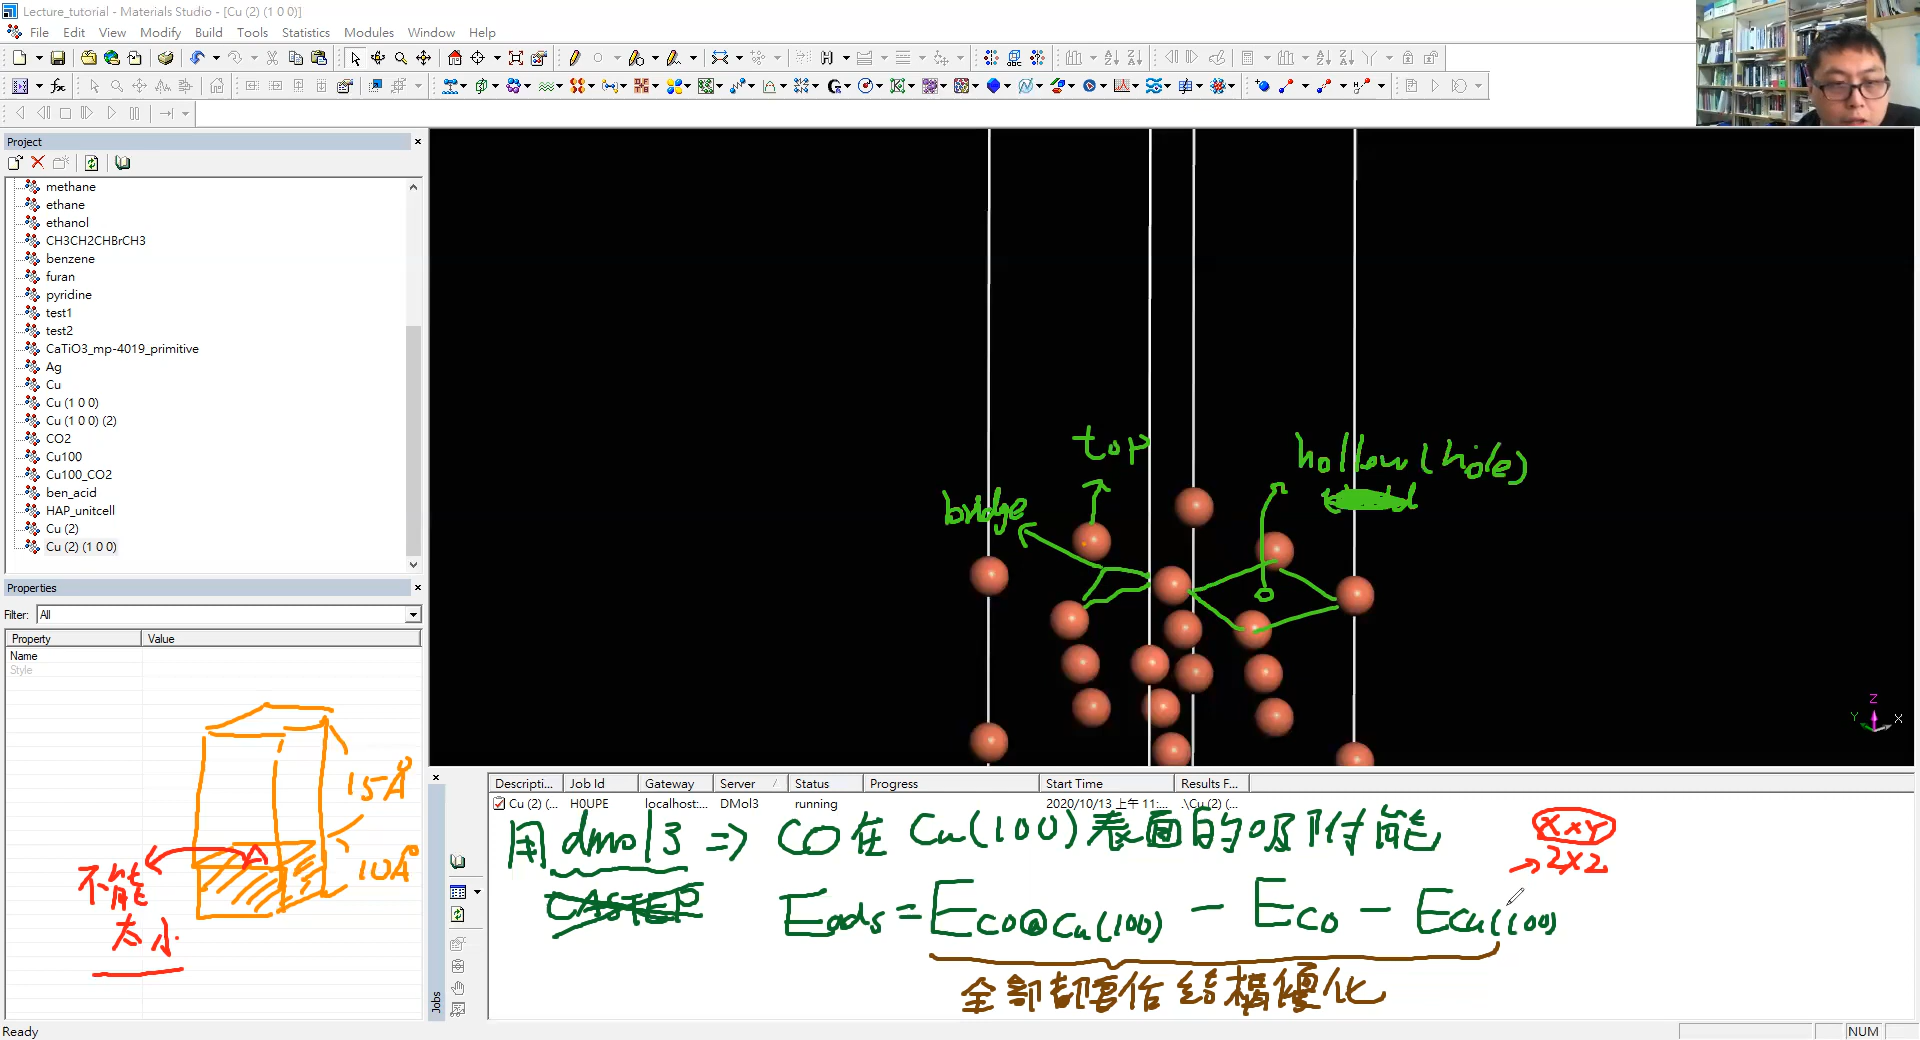 Lecture_tutorial - Materials Studio - [Cu (2) (1 0 0)]
File Edit View Modify Build Tools Statistics Modules Window Help
Project
methane
ethane
ethanol
CH3CH2CHBrCH3
benzene
furan
pyridine
test1
test2
CaTiO3_mp-4019_primitive
Ag
Cu
Cu (1 0 0)
Cu (1 0 0) (2)
CO2
Cu100
Cu100_CO2
ben_acid
HAP_unitcell
Cu (2)
Cu (2) (1 0 0)
Properties
Filter: All
Property Value
Name
Style
15Å
10Å
不能
太小
top
bridge
hollow (hole)
Z
Y X
Jobs
Descripti... Job Id Gateway Server Status Progress Start Time Results F...
Cu (2) (... H0UPE localhost:... DMol3 running 2020/10/13 上午 11:... .\Cu (2) (...
用 dmol3 => CO在 Cu(100)表面的吸附能
CASTEP
Eads = ECO@Cu(100) - ECO - ECu(100)
全部都要作結構優化
XxY
→2X2
Ready
NUM